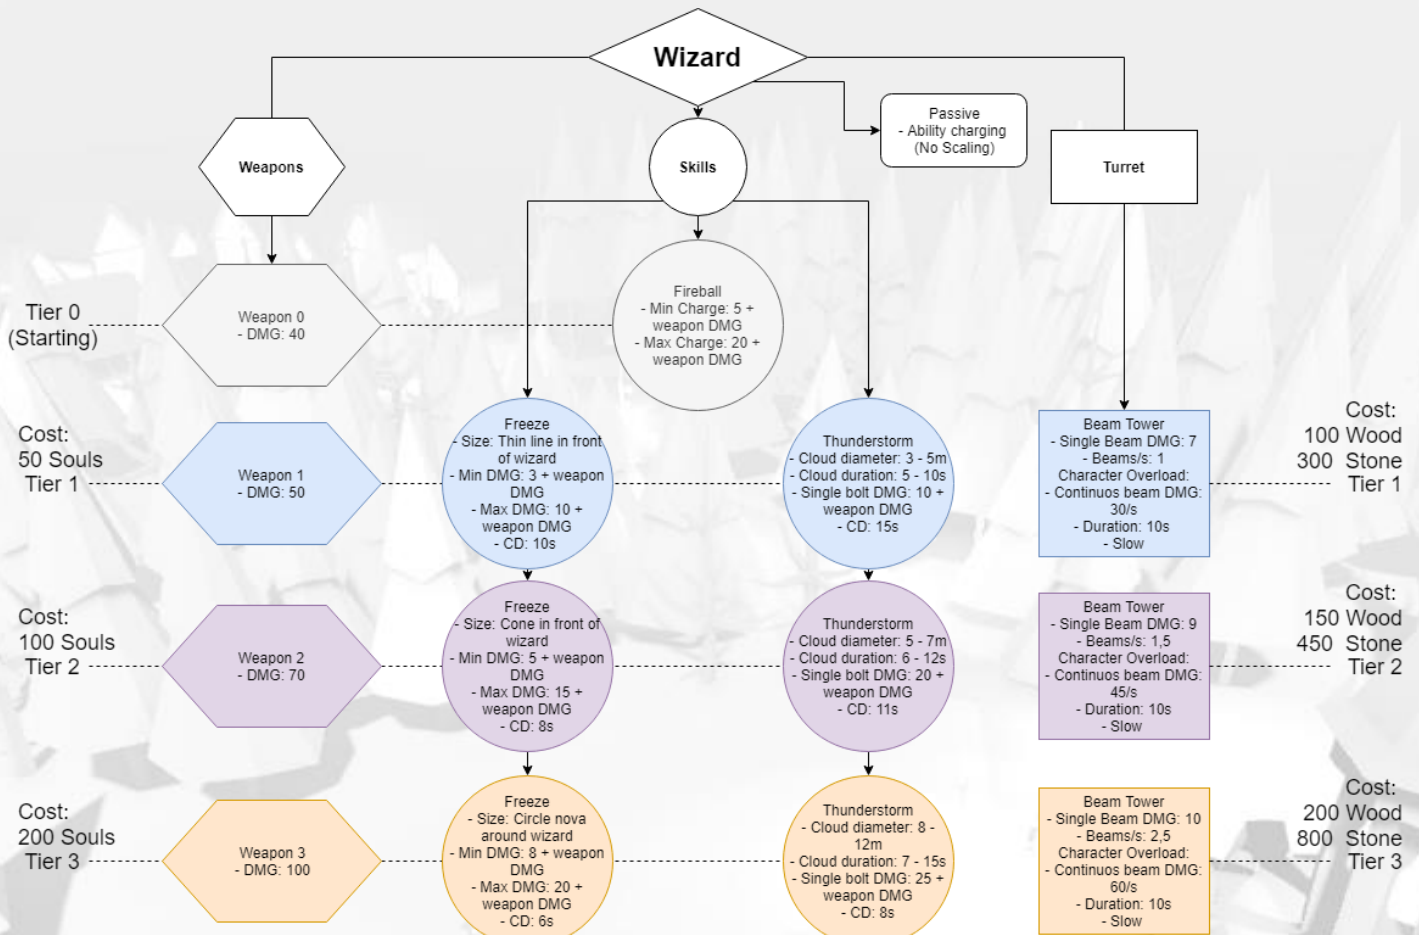 Wizard
Passive
- Ability charging
(No Scaling)
Weapons
Skills
Turret
Tier 0
(Starting)
Weapon 0
- DMG: 40
Fireball
- Min Charge: 5 +
weapon DMG
- Max Charge: 20 +
weapon DMG
Cost:
50 Souls
Tier 1
Weapon 1
- DMG: 50
Freeze
- Size: Thin line in front
of wizard
- Min DMG: 3 + weapon
DMG
- Max DMG: 10 +
weapon DMG
- CD: 10s
Thunderstorm
- Cloud diameter: 3 - 5m
- Cloud duration: 5 - 10s
- Single bolt DMG: 10 +
weapon DMG
- CD: 15s
Beam Tower
- Single Beam DMG: 7
- Beams/s: 1
Character Overload:
- Continuos beam DMG:
30/s
- Duration: 10s
- Slow
Cost:
100 Wood
300 Stone
Tier 1
Cost:
100 Souls
Tier 2
Weapon 2
- DMG: 70
Freeze
- Size: Cone in front of
wizard
- Min DMG: 5 + weapon
DMG
- Max DMG: 15 +
weapon DMG
- CD: 8s
Thunderstorm
- Cloud diameter: 5 - 7m
- Cloud duration: 6 - 12s
- Single bolt DMG: 20 +
weapon DMG
- CD: 11s
Beam Tower
- Single Beam DMG: 9
- Beams/s: 1,5
Character Overload:
- Continuos beam DMG:
45/s
- Duration: 10s
- Slow
Cost:
150 Wood
450 Stone
Tier 2
Cost:
200 Souls
Tier 3
Weapon 3
- DMG: 100
Freeze
- Size: Circle nova
around wizard
- Min DMG: 8 + weapon
DMG
- Max DMG: 20 +
weapon DMG
- CD: 6s
Thunderstorm
- Cloud diameter: 8 -
12m
- Cloud duration: 7 - 15s
- Single bolt DMG: 25 +
weapon DMG
- CD: 8s
Beam Tower
- Single Beam DMG: 10
- Beams/s: 2,5
Character Overload:
- Continuos beam DMG:
60/s
- Duration: 10s
- Slow
Cost:
200 Wood
800 Stone
Tier 3